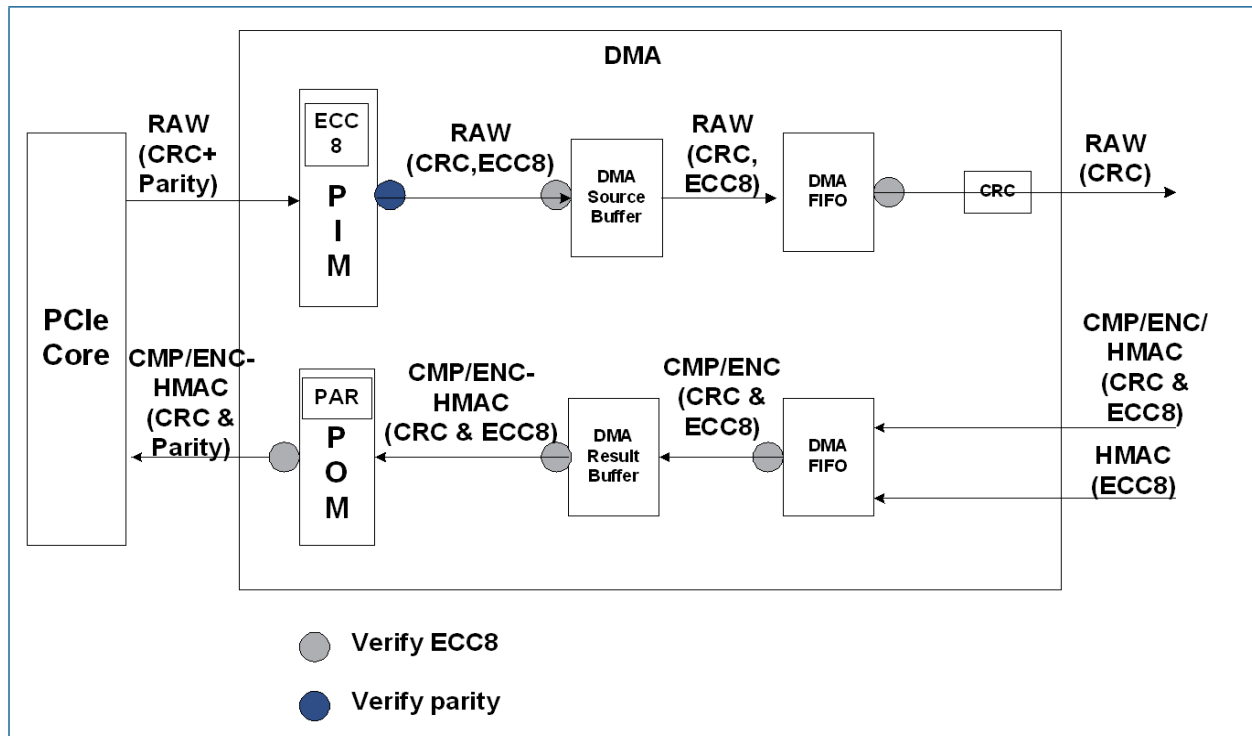 DMA
RAW
(CRC+
Parity)
ECC
8
P
I
M
RAW
(CRC,ECC8)
DMA
Source
Buffer
RAW
(CRC,
ECC8)
DMA
FIFO
CRC
RAW
(CRC)
PCIe
Core
CMP/ENC-
HMAC
(CRC &
Parity)
PAR
P
O
M
CMP/ENC-
HMAC
(CRC & ECC8)
DMA
Result
Buffer
CMP/ENC
(CRC &
ECC8)
DMA
FIFO
CMP/ENC/
HMAC
(CRC &
ECC8)
HMAC
(ECC8)
Verify ECC8
Verify parity